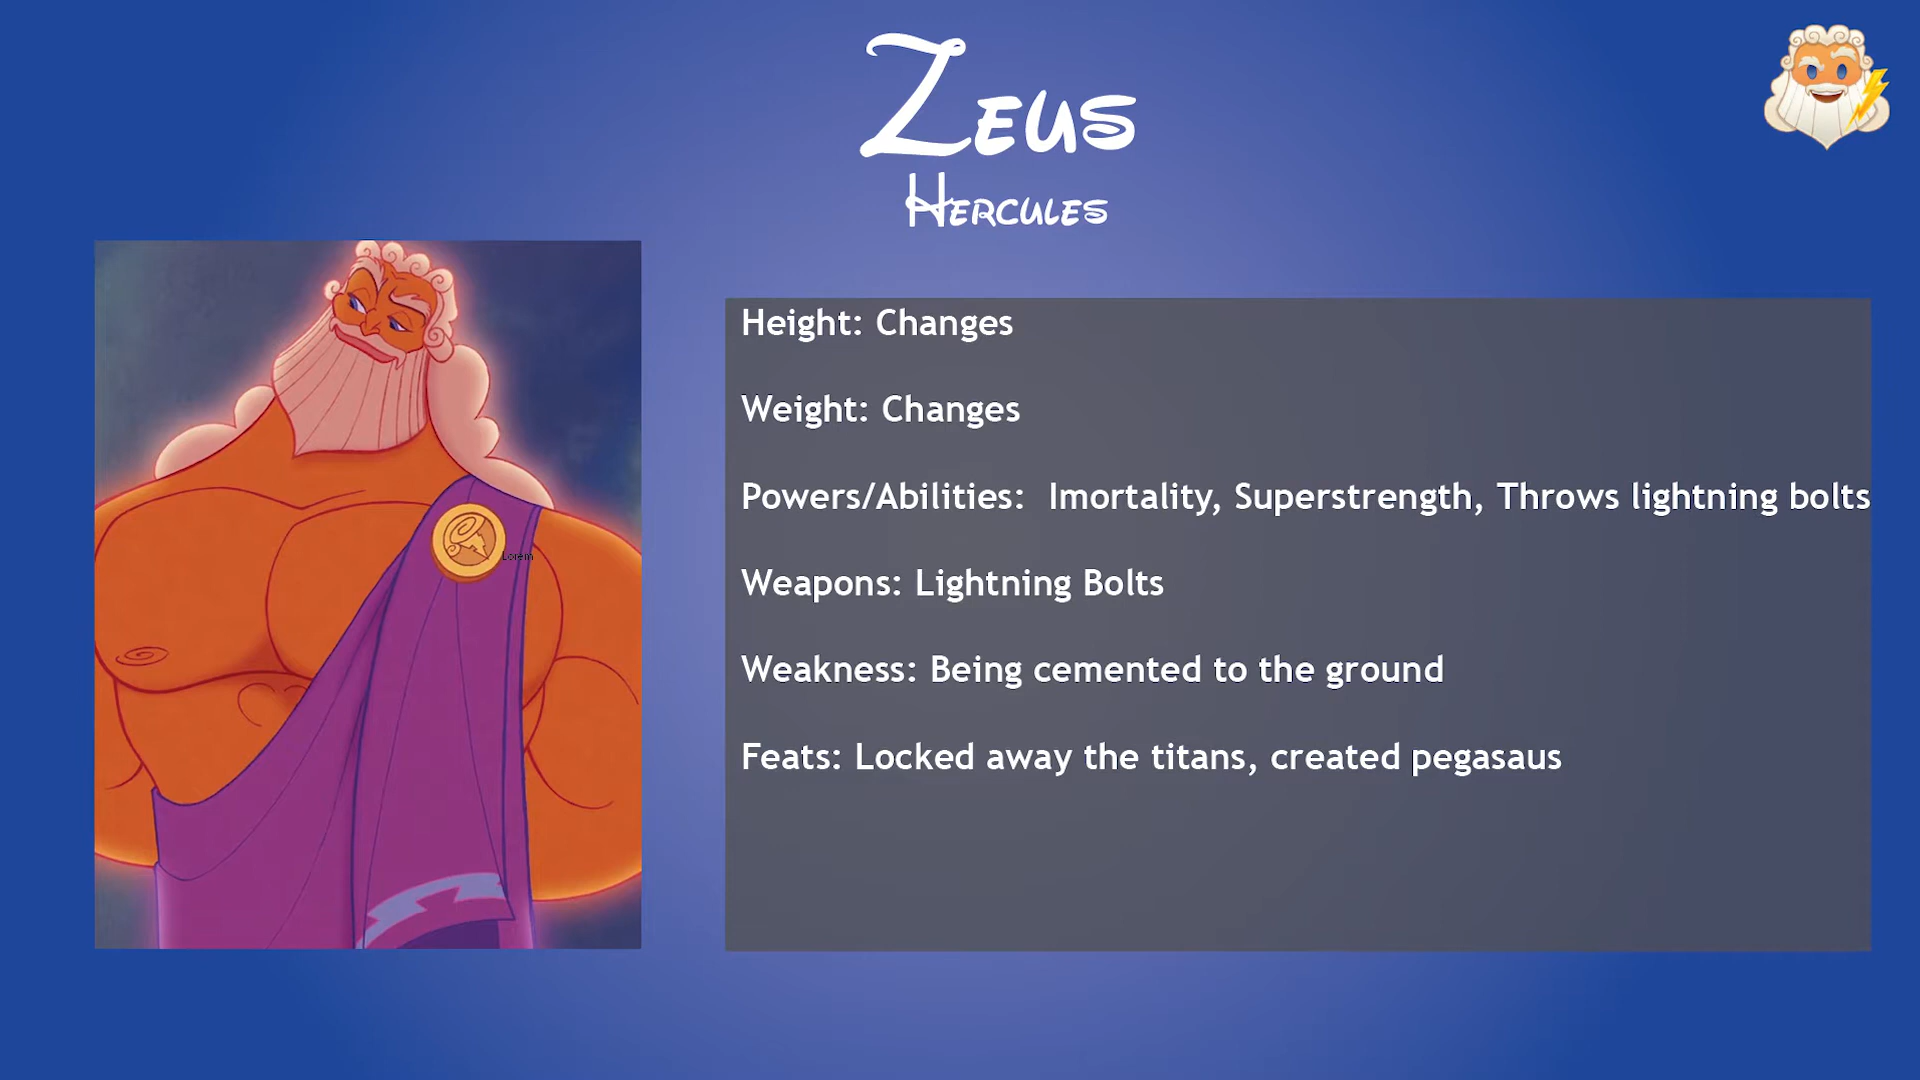 Zeus
Hercules
Height: Changes
Weight: Changes
Powers/Abilities:  Imortality, Superstrength, Throws lightning bolts
Lorem
Weapons: Lightning Bolts
Weakness: Being cemented to the ground
Feats: Locked away the titans, created pegasaus